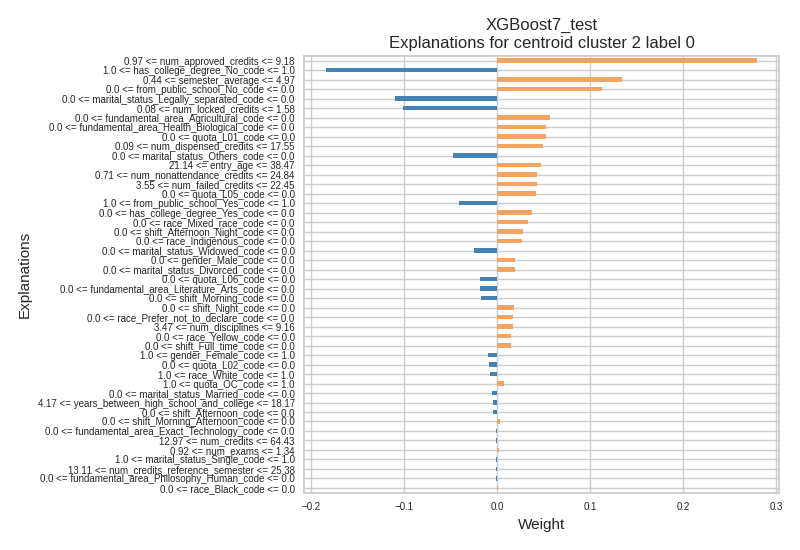 XGBoost7_test
Explanations for centroid cluster 2 label 0
0.97 <= num_approved_credits <= 9.18
1.0 <= has_college_degree_No_code <= 1.0
0.44 <= semester_average <= 4.97
0.0 <= from_public_school_No_code <= 0.0
0.0 <= marital_status_Legally_separated_code <= 0.0
0.08 <= num_locked_credits <= 1.58
0.0 <= fundamental_area_Agricultural_code <= 0.0
0.0 <= fundamental_area_Health_Biological_code <= 0.0
0.0 <= quota_L01_code <= 0.0
0.09 <= num_dispensed_credits <= 17.55
0.0 <= marital_status_Others_code <= 0.0
21.14 <= entry_age <= 38.47
0.71 <= num_nonattendance_credits <= 24.84
3.55 <= num_failed_credits <= 22.45
0.0 <= quota_L05_code <= 0.0
1.0 <= from_public_school_Yes_code <= 1.0
0.0 <= has_college_degree_Yes_code <= 0.0
0.0 <= race_Mixed_race_code <= 0.0
0.0 <= shift_Afternoon_Night_code <= 0.0
0.0 <= race_Indigenous_code <= 0.0
0.0 <= marital_status_Widowed_code <= 0.0
0.0 <= gender_Male_code <= 0.0
0.0 <= marital_status_Divorced_code <= 0.0
0.0 <= quota_L06_code <= 0.0
0.0 <= fundamental_area_Literature_Arts_code <= 0.0
0.0 <= shift_Morning_code <= 0.0
0.0 <= shift_Night_code <= 0.0
0.0 <= race_Prefer_not_to_declare_code <= 0.0
3.47 <= num_disciplines <= 9.16
0.0 <= race_Yellow_code <= 0.0
0.0 <= shift_Full_time_code <= 0.0
1.0 <= gender_Female_code <= 1.0
0.0 <= quota_L02_code <= 0.0
1.0 <= race_White_code <= 1.0
1.0 <= quota_OC_code <= 1.0
0.0 <= marital_status_Married_code <= 0.0
4.17 <= years_between_high_school_and_college <= 18.17
0.0 <= shift_Afternoon_code <= 0.0
0.0 <= shift_Morning_Afternoon_code <= 0.0
0.0 <= fundamental_area_Exact_Technology_code <= 0.0
12.97 <= num_credits <= 64.43
0.92 <= num_exams <= 1.34
1.0 <= marital_status_Single_code <= 1.0
13.11 <= num_credits_reference_semester <= 25.38
0.0 <= fundamental_area_Philosophy_Human_code <= 0.0
0.0 <= race_Black_code <= 0.0
Explanations
−0.2 −0.1 0.0 0.1 0.2 0.3
Weight